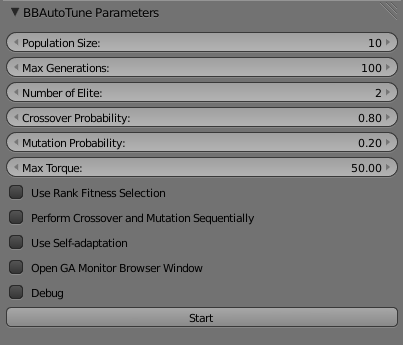 BBAutoTune Parameters
Population Size: 10
Max Generations: 100
Number of Elite: 2
Crossover Probability: 0.80
Mutation Probability: 0.20
Max Torque: 50.00
Use Rank Fitness Selection
Perform Crossover and Mutation Sequentially
Use Self-adaptation
Open GA Monitor Browser Window
Debug
Start